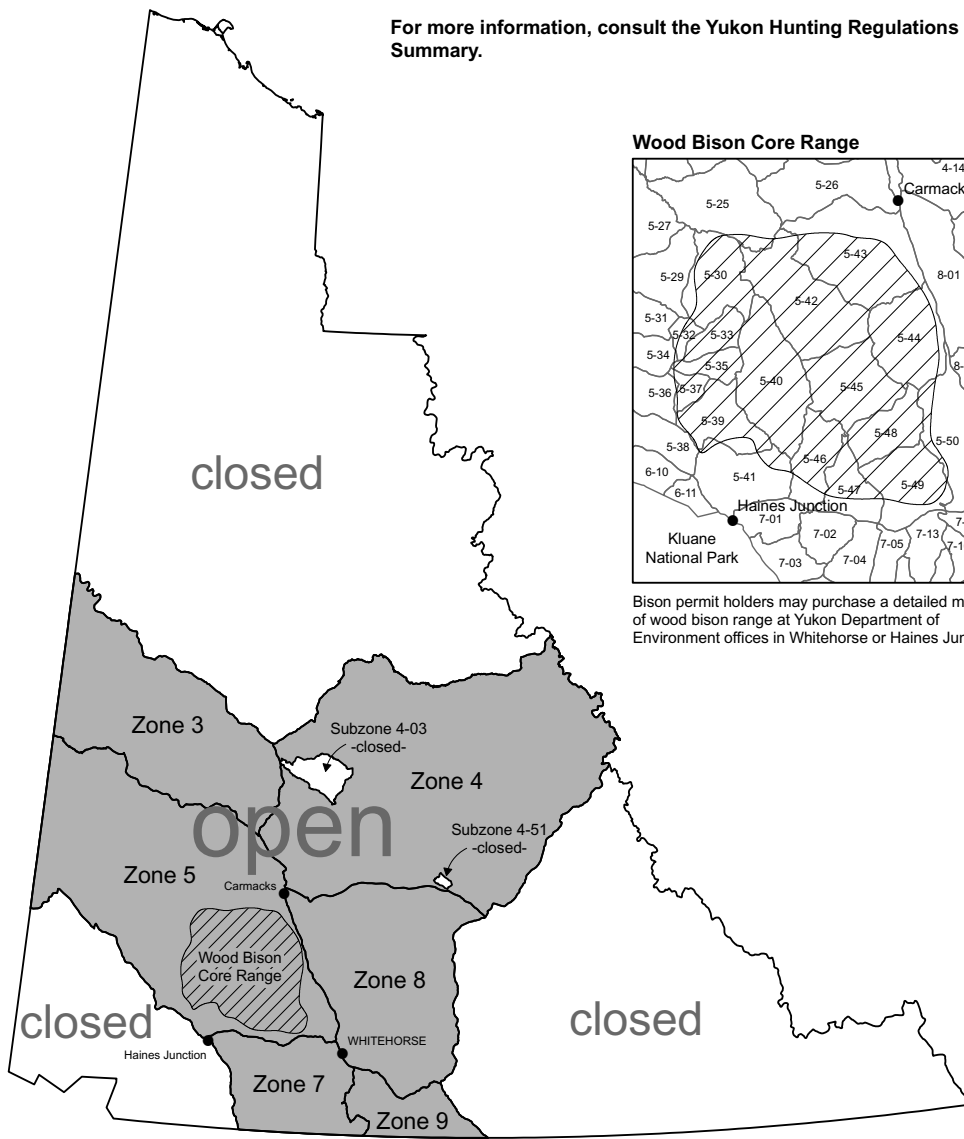 For more information, consult the Yukon Hunting Regulations
Summary.
Wood Bison Core Range
4-14
5-26
Carmack
5-25
5-27
5-43
5-29
5-30
8-01
5-42
5-31
5-32
5-33
5-44
5-34
5-35
8-
5-40
5-45
5-36
5-37
5-39
5-48
5-50
5-38
5-46
6-10
5-41
5-49
6-11
5-47
Haines Junction
7-01
7-
7-02
7-13
Kluane
National Park
7-05
7-1
7-03
7-04
Bison permit holders may purchase a detailed m
of wood bison range at Yukon Department of
Environment offices in Whitehorse or Haines Jun
closed
Zone 3
Subzone 4-03
-closed-
Zone 4
open
Subzone 4-51
-closed-
Zone 5
Carmacks
Wood Bison
Core Range
Zone 8
closed
closed
WHITEHORSE
Haines Junction
Zone 7
Zone 9